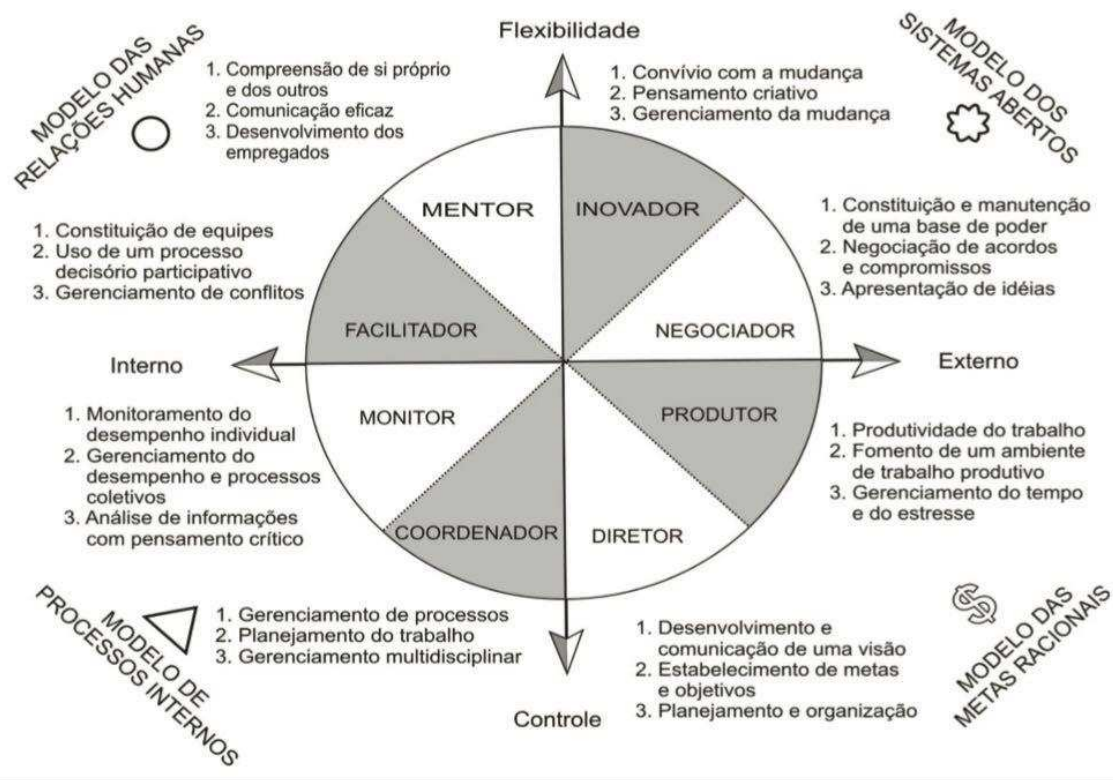 Flexibilidade
MODELO DAS
RELAÇÕES HUMANAS
1. Compreensão de si próprio
e dos outros
2. Comunicação eficaz
3. Desenvolvimento dos
empregados
1. Convívio com a mudança
2. Pensamento criativo
3. Gerenciamento da mudança
MODELO DOS
SISTEMAS ABERTOS
MENTOR
INOVADOR
1. Constituição de equipes
2. Uso de um processo
decisório participativo
3. Gerenciamento de conflitos
1. Constituição e manutenção
de uma base de poder
2. Negociação de acordos
e compromissos
3. Apresentação de idéias
FACILITADOR
NEGOCIADOR
Interno
Externo
MONITOR
PRODUTOR
1. Monitoramento do
desempenho individual
2. Gerenciamento do
desempenho e processos
coletivos
3. Análise de informações
com pensamento crítico
1. Produtividade do trabalho
2. Fomento de um ambiente
de trabalho produtivo
3. Gerenciamento do tempo
e do estresse
COORDENADOR
DIRETOR
MODELO DE
PROCESSOS INTERNOS
1. Gerenciamento de processos
2. Planejamento do trabalho
3. Gerenciamento multidisciplinar
1. Desenvolvimento e
comunicação de uma visão
2. Estabelecimento de metas
e objetivos
3. Planejamento e organização
$
MODELO DAS
METAS RACIONAIS
Controle